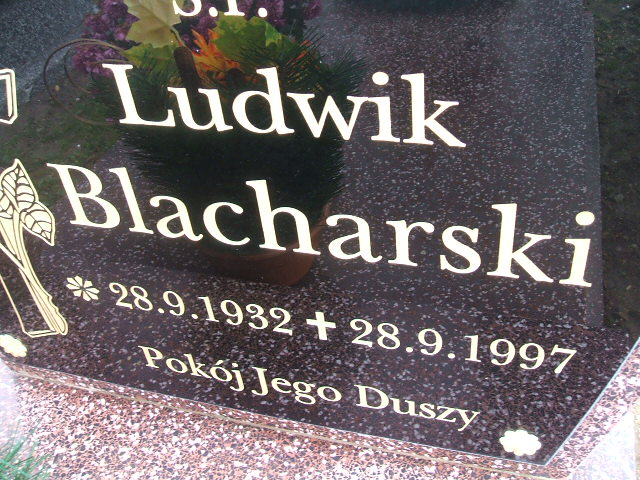 Ś.P.
Ludwik
Blacharski
28.9.1932 ✝ 28.9.1997
Pokój Jego Duszy